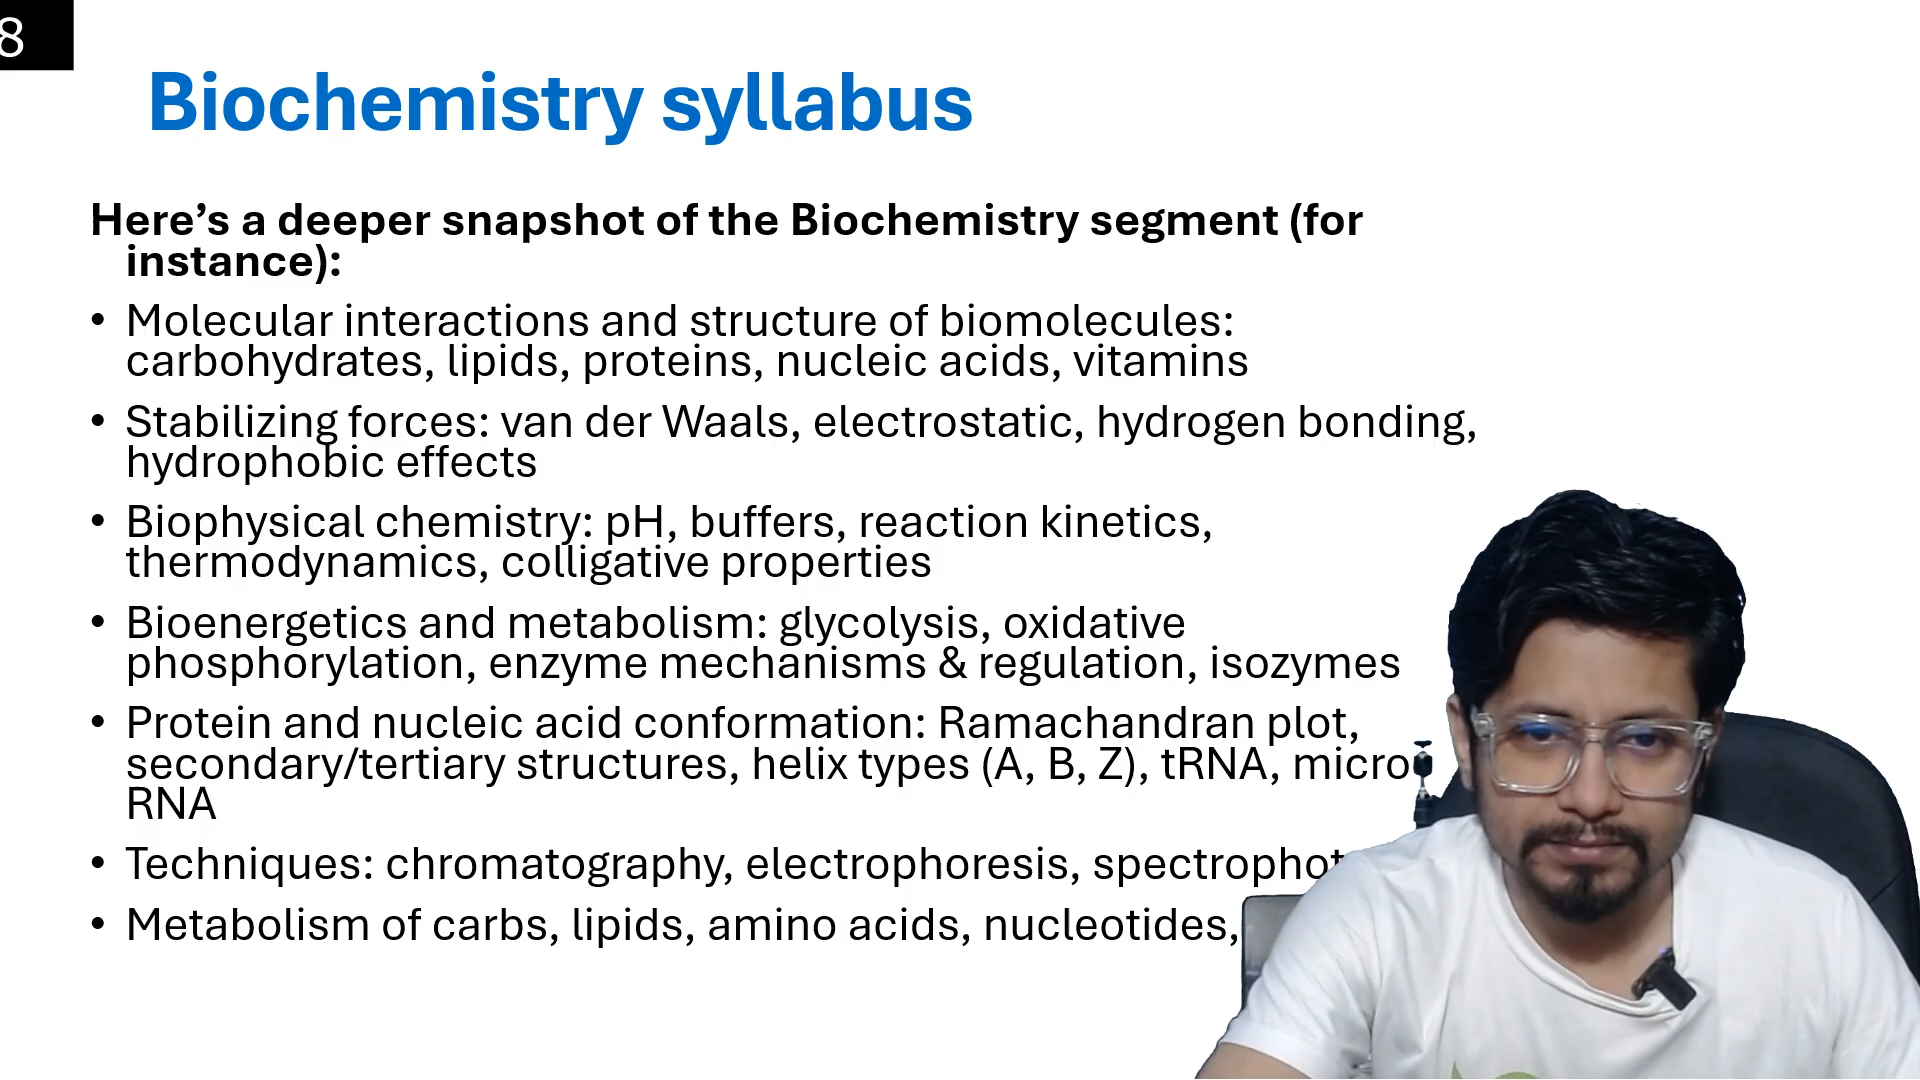 8
Biochemistry syllabus
Here’s a deeper snapshot of the Biochemistry segment (for
instance):
• Molecular interactions and structure of biomolecules:
carbohydrates, lipids, proteins, nucleic acids, vitamins
• Stabilizing forces: van der Waals, electrostatic, hydrogen bonding,
hydrophobic effects
• Biophysical chemistry: pH, buffers, reaction kinetics,
thermodynamics, colligative properties
• Bioenergetics and metabolism: glycolysis, oxidative
phosphorylation, enzyme mechanisms & regulation, isozymes
• Protein and nucleic acid conformation: Ramachandran plot,
secondary/tertiary structures, helix types (A, B, Z), tRNA, micro
RNA
• Techniques: chromatography, electrophoresis,
• Metabolism of carbs, lipids, amino acids, nucleotides,